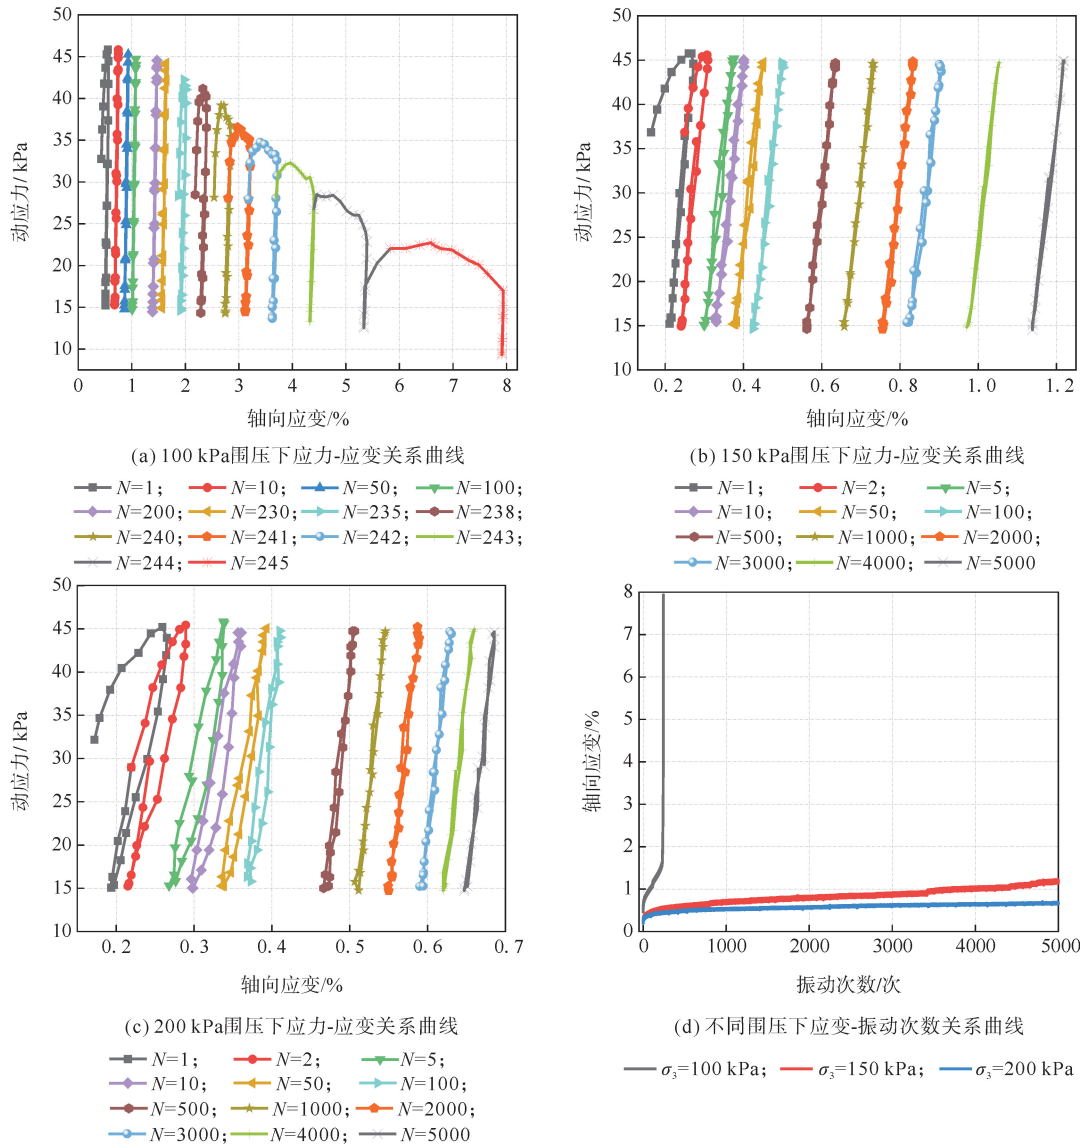 50
45
40
35
30
25
20
15
10
动应力/ kPa
0 1 2 3 4 5 6 7 8
轴向应变/%
(a) 100 kPa围压下应力-应变关系曲线
N=1; N=10; N=50; N=100;
N=200; N=230; N=235; N=238;
N=240; N=241; N=242; N=243;
N=244; N=245
50
45
40
35
30
25
20
15
10
动应力/ kPa
0.2 0.4 0.6 0.8 1.0 1.2
轴向应变/%
(b) 150 kPa围压下应力-应变关系曲线
N=1; N=2; N=5;
N=10; N=50; N=100;
N=500; N=1000; N=2000;
N=3000; N=4000; N=5000
50
45
40
35
30
25
20
15
10
动应力/ kPa
0.2 0.3 0.4 0.5 0.6 0.7
轴向应变/%
(c) 200 kPa围压下应力-应变关系曲线
N=1; N=2; N=5;
N=10; N=50; N=100;
N=500; N=1000; N=2000;
N=3000; N=4000; N=5000
8
7
6
5
4
3
2
1
0
轴向应变/%
0 1000 2000 3000 4000 5000
振动次数/次
(d) 不同围压下应变-振动次数关系曲线
σ₃=100 kPa; σ₃=150 kPa; σ₃=200 kPa